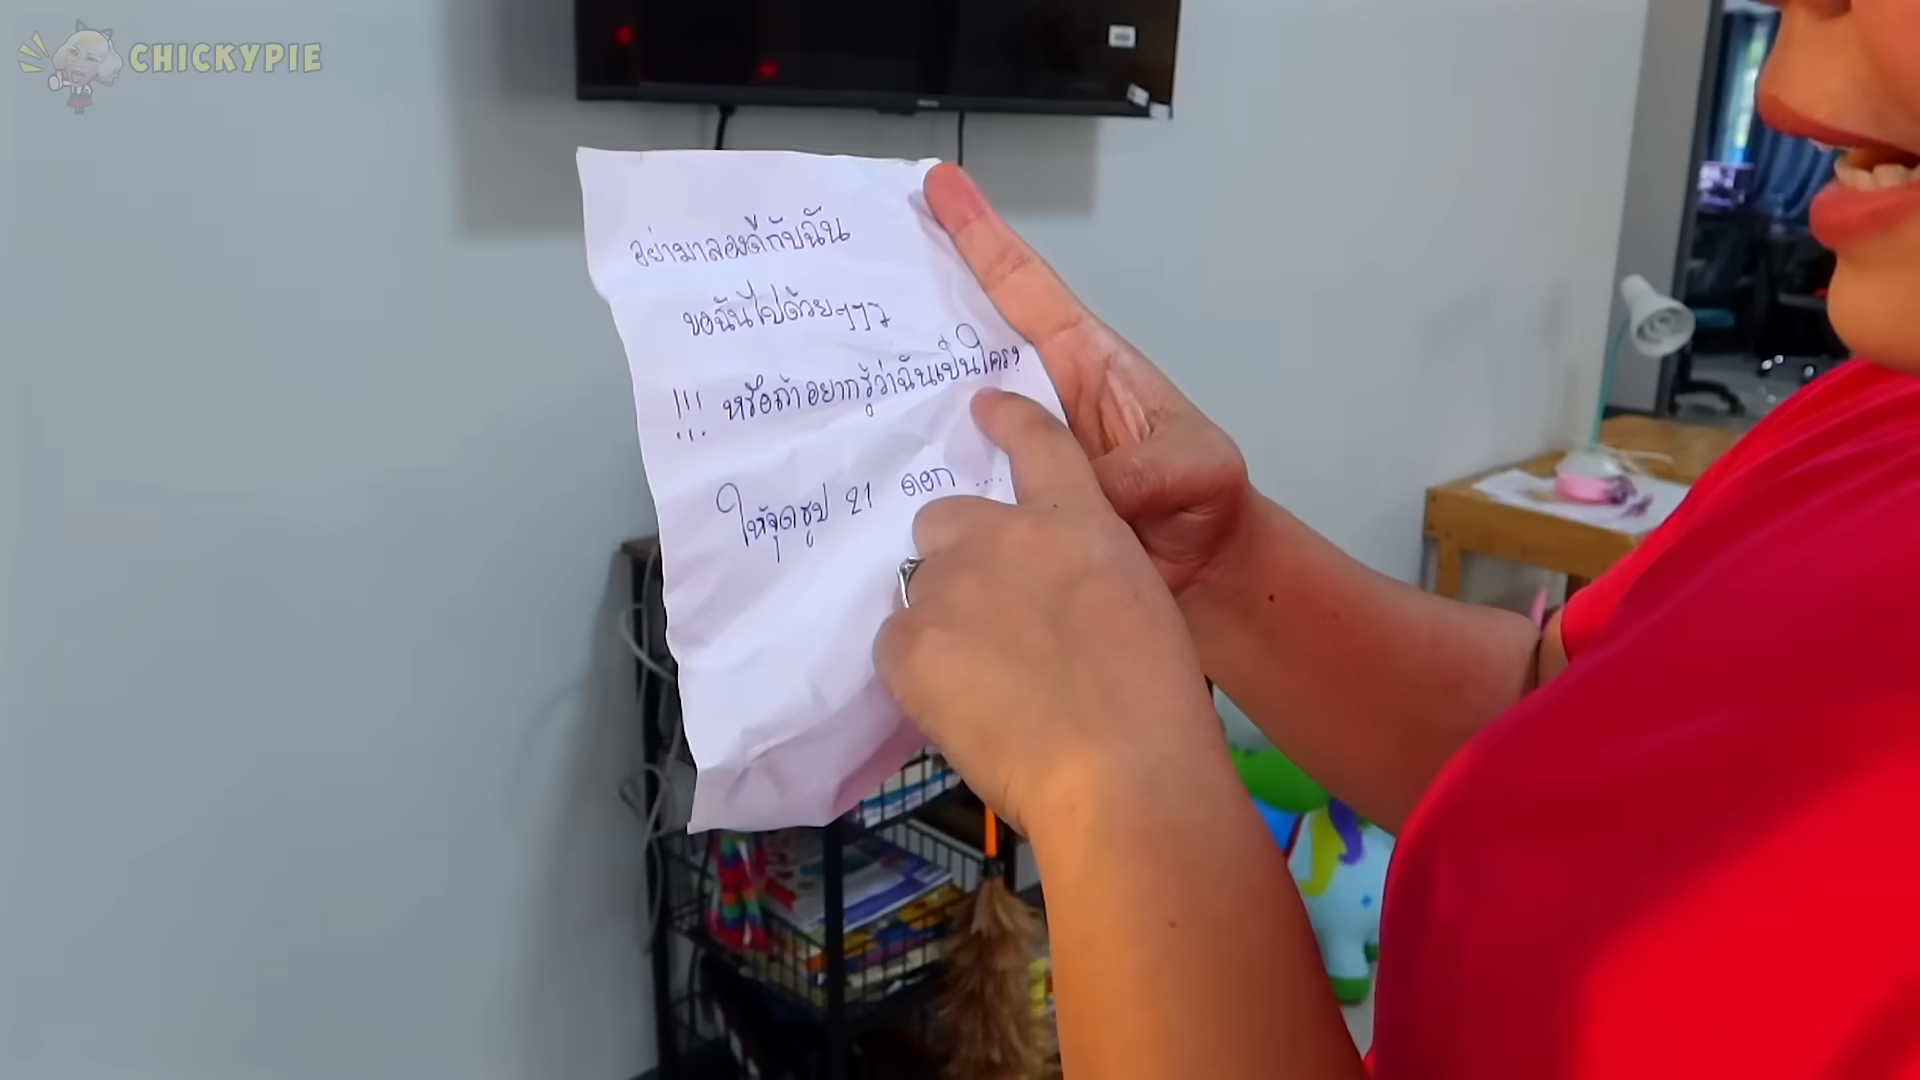 CHICKYPIE
อย่ามาลองดีกับฉัน
ขอฉันไปด้วยๆๆๆ
!!! หรือถ้าอยากรู้ว่าฉันเป็นใคร?
ให้จุดธูป 21 ดอก ....